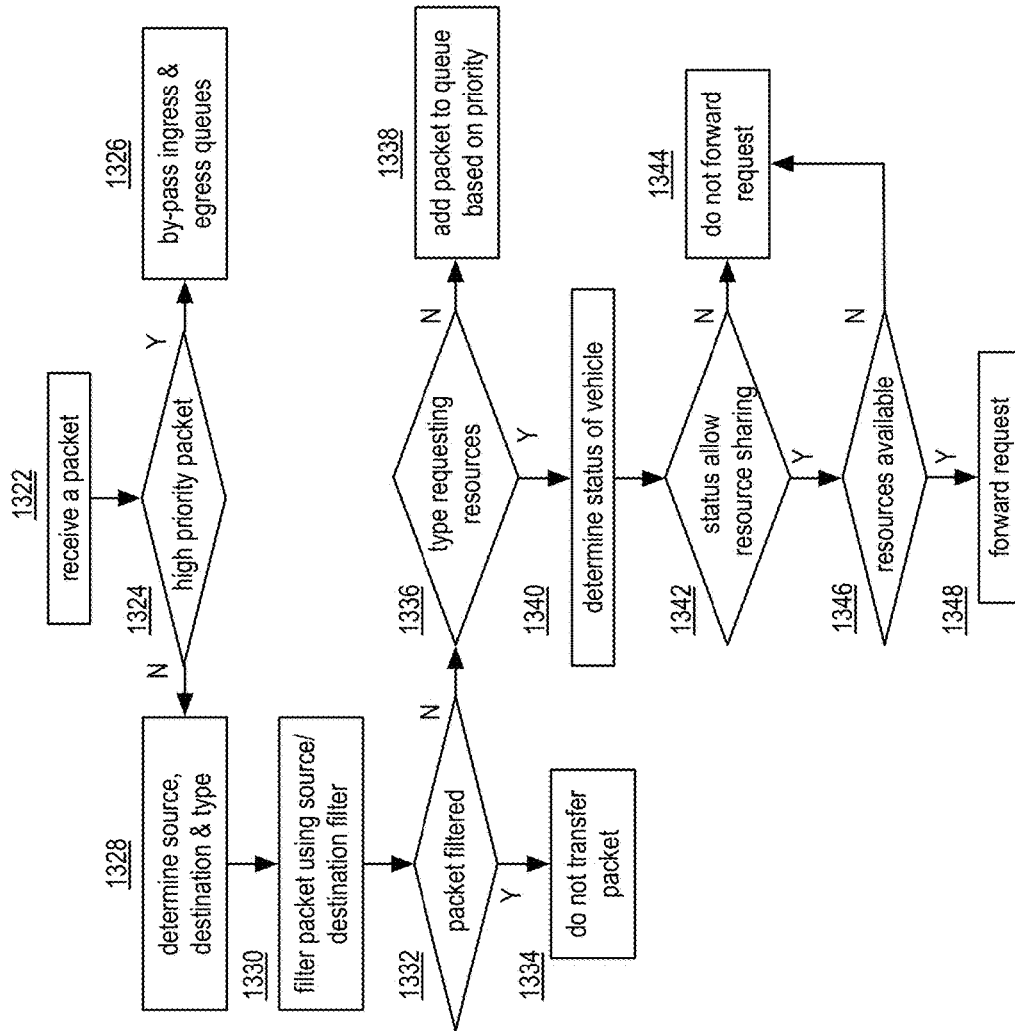 1322
receive a packet
1324
high priority packet
Y
N
1326
by-pass ingress &
egress queues
1328
determine source,
destination & type
1330
filter packet using source/
destination filter
1332
packet filtered
N
Y
1334
do not transfer
packet
1336
type requesting
resources
N
Y
1338
add packet to queue
based on priority
1340
determine status of vehicle
1342
status allow
resource sharing
N
Y
1344
do not forward
request
1346
resources available
N
Y
1348
forward request